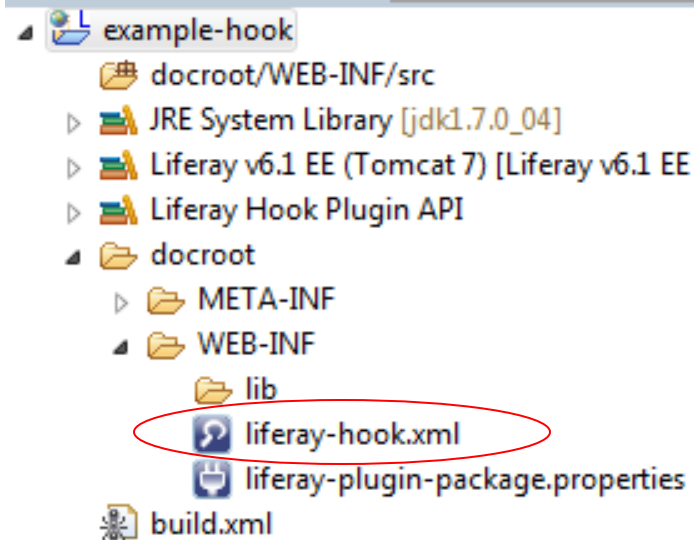 example-hook
docroot/WEB-INF/src
JRE System Library [jdk1.7.0_04]
Liferay v6.1 EE (Tomcat 7) [Liferay v6.1 EE
Liferay Hook Plugin API
docroot
META-INF
WEB-INF
lib
liferay-hook.xml
liferay-plugin-package.properties
build.xml